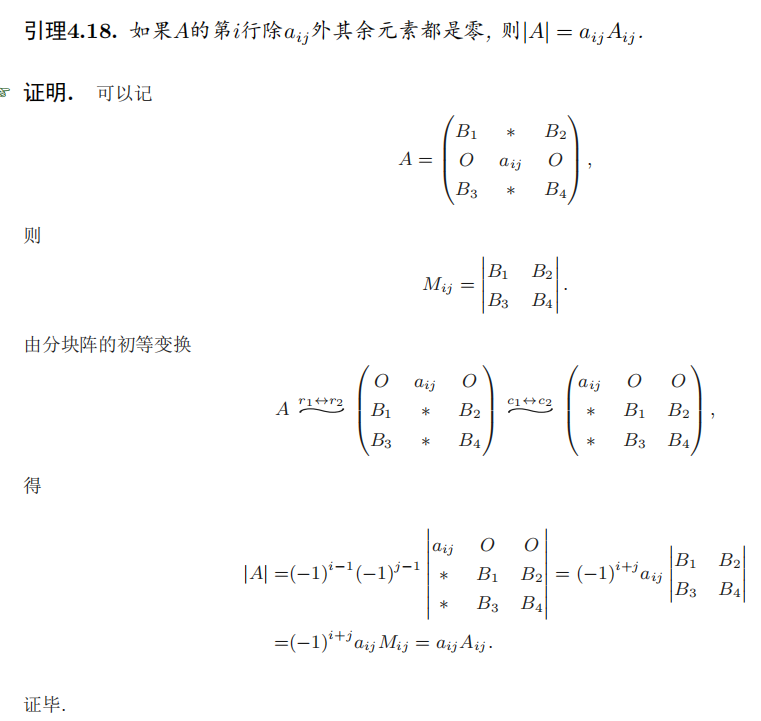 引理4.18. 如果A的第i行除a_{ij}外其余元素都是零, 则|A| = a_{ij}A_{ij}.
☞ 证明. 可以记
A = \begin{pmatrix} B_1 & * & B_2 \\ O & a_{ij} & O \\ B_3 & * & B_4 \end{pmatrix},
则
M_{ij} = \begin{vmatrix} B_1 & B_2 \\ B_3 & B_4 \end{vmatrix}.
由分块阵的初等变换
A \overset{r_1 \leftrightarrow r_2}{\sim} \begin{pmatrix} O & a_{ij} & O \\ B_1 & * & B_2 \\ B_3 & * & B_4 \end{pmatrix} \overset{c_1 \leftrightarrow c_2}{\sim} \begin{pmatrix} a_{ij} & O & O \\ * & B_1 & B_2 \\ * & B_3 & B_4 \end{pmatrix},
得
|A| =(-1)^{i-1}(-1)^{j-1} \begin{vmatrix} a_{ij} & O & O \\ * & B_1 & B_2 \\ * & B_3 & B_4 \end{vmatrix} = (-1)^{i+j} a_{ij} \begin{vmatrix} B_1 & B_2 \\ B_3 & B_4 \end{vmatrix}
=(-1)^{i+j} a_{ij} M_{ij} = a_{ij} A_{ij}.
证毕.